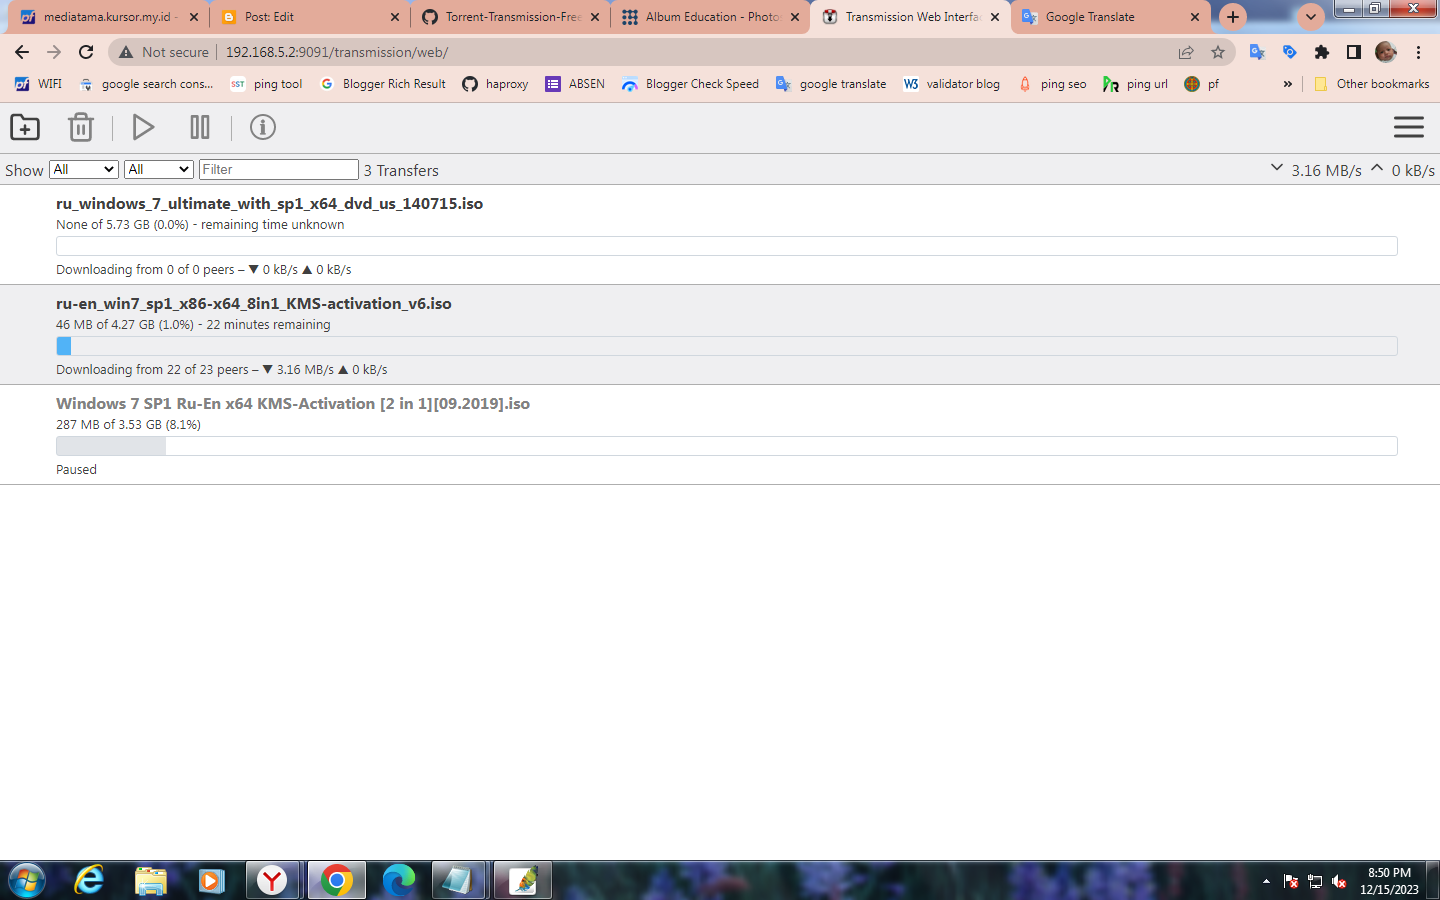 mediatama.kursor.my.id -
Post: Edit
Torrent-Transmission-Free
Album Education - Photo
Transmission Web Interfa
Google Translate
Not secure
192.168.5.2:9091/transmission/web/
WIFI
google search cons...
SST
ping tool
Blogger Rich Result
haproxy
ABSEN
Blogger Check Speed
google translate
validator blog
ping seo
ping url
pf
»
Other bookmarks
Show
All
All
Filter
3 Transfers
3.16 MB/s
0 kB/s
ru_windows_7_ultimate_with_sp1_x64_dvd_us_140715.iso
None of 5.73 GB (0.0%) - remaining time unknown
Downloading from 0 of 0 peers – ▼ 0 kB/s ▲ 0 kB/s
ru-en_win7_sp1_x86-x64_8in1_KMS-activation_v6.iso
46 MB of 4.27 GB (1.0%) - 22 minutes remaining
Downloading from 22 of 23 peers – ▼ 3.16 MB/s ▲ 0 kB/s
Windows 7 SP1 Ru-En x64 KMS-Activation [2 in 1][09.2019].iso
287 MB of 3.53 GB (8.1%)
Paused
8:50 PM
12/15/2023